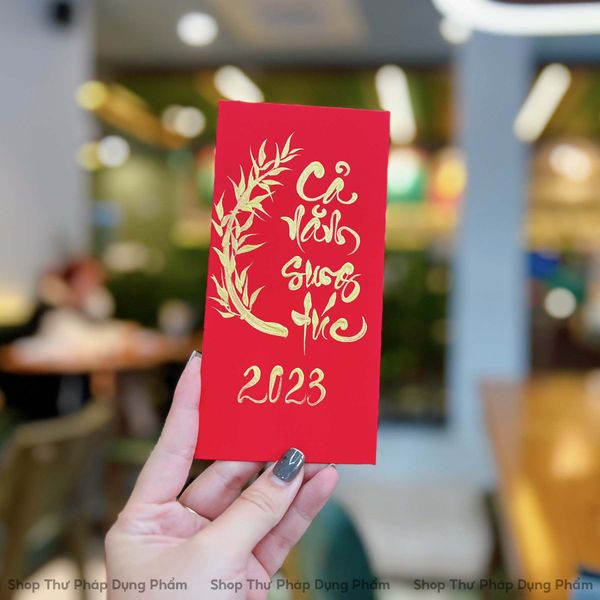 Cả
năm
sung
túc
2023
Shop Thư Pháp Dụng Phẩm Shop Thư Pháp Dụng Phẩm Shop Thư Pháp Dụng Phẩm